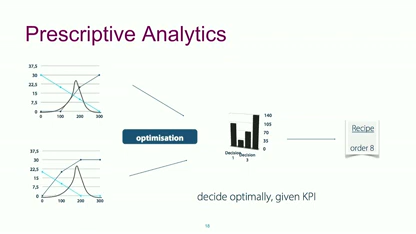 Prescriptive Analytics
37,5
30
22,5
15
7,5
0
0 100 200 300
optimisation
37,5
30
22,5
15
7,5
0
0 100 200 300
140
105
70
35
0
Decision
1
Decision
3
Recipe
order 8
decide optimally, given KPI